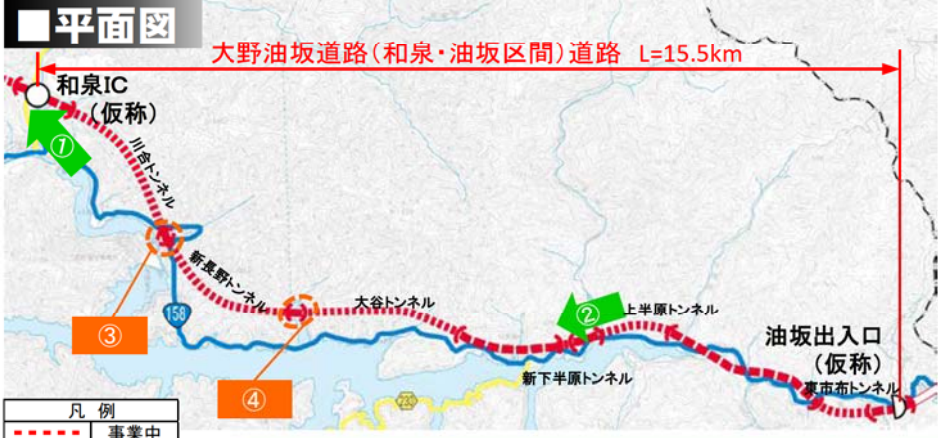 ■平面図
大野油坂道路(和泉・油坂区間)道路 L=15.5km
和泉IC
(仮称)
①
川合トンネル
③
新長野トンネル
158
④
大谷トンネル
②
上半原トンネル
新下半原トンネル
油坂出入口
(仮称)
東市布トンネル
凡 例
事業中